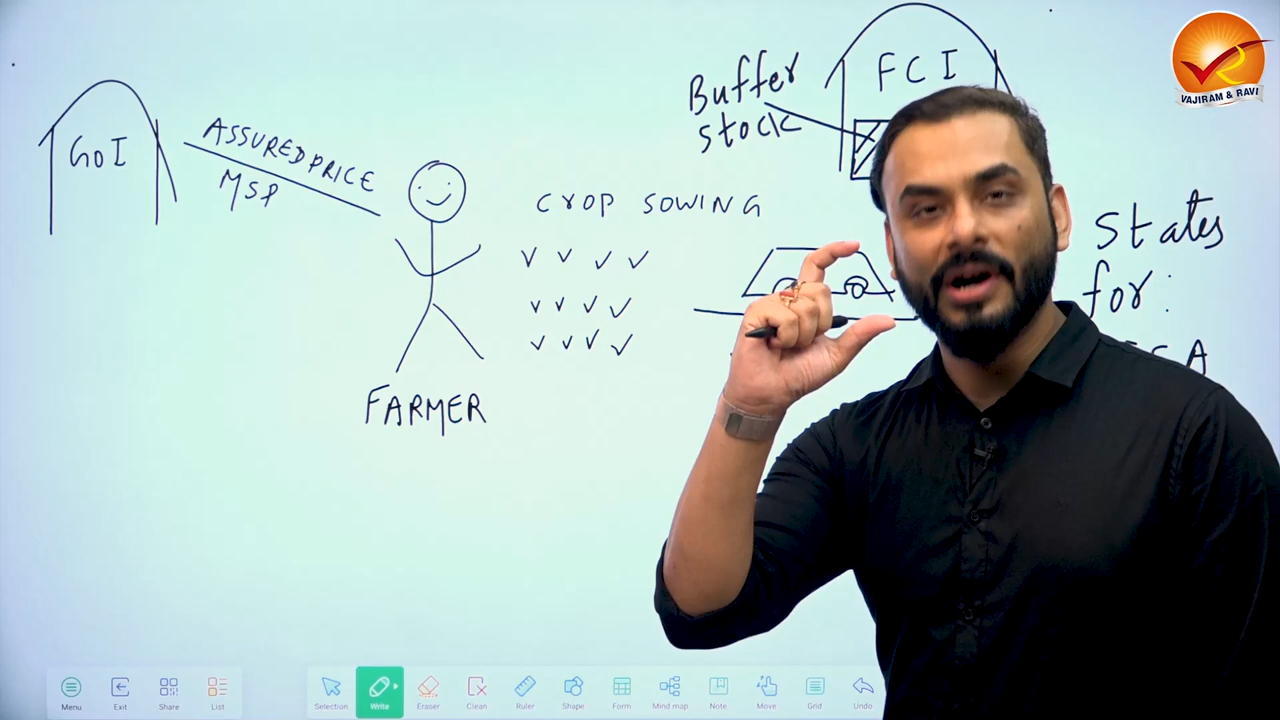 GOI
ASSURED PRICE
MSP
FARMER
CROP SOWING
Buffer
stock
FCI
States
for:
VAJIRAM & RAVI
Menu
Exit
Share
List
Selection
Write
Eraser
Clean
Ruler
Shape
Form
Mind map
Note
Move
Grid
Undo